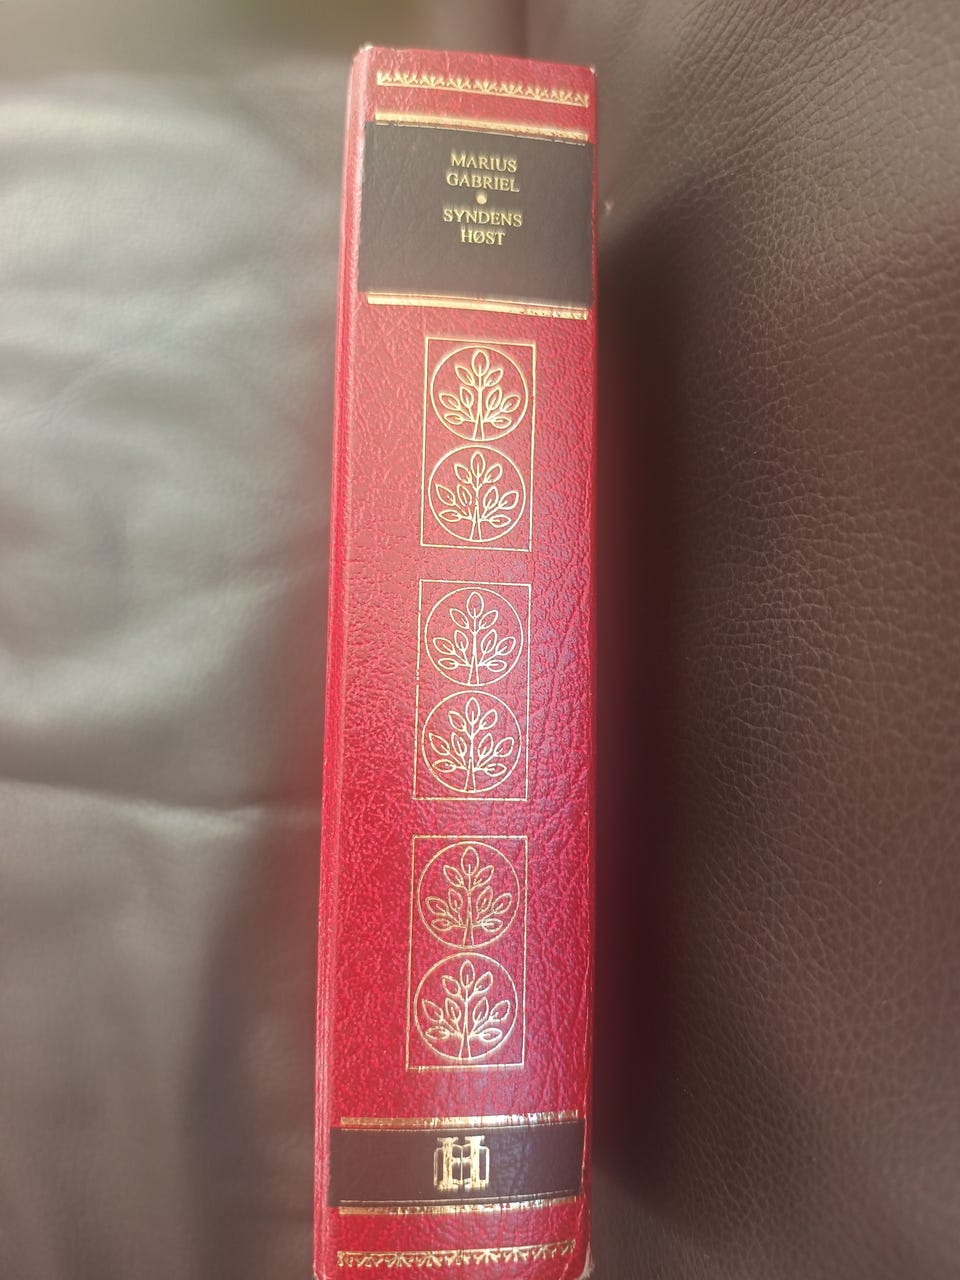 MARIUS
GABRIEL
•
SYNDENS
HØST
H